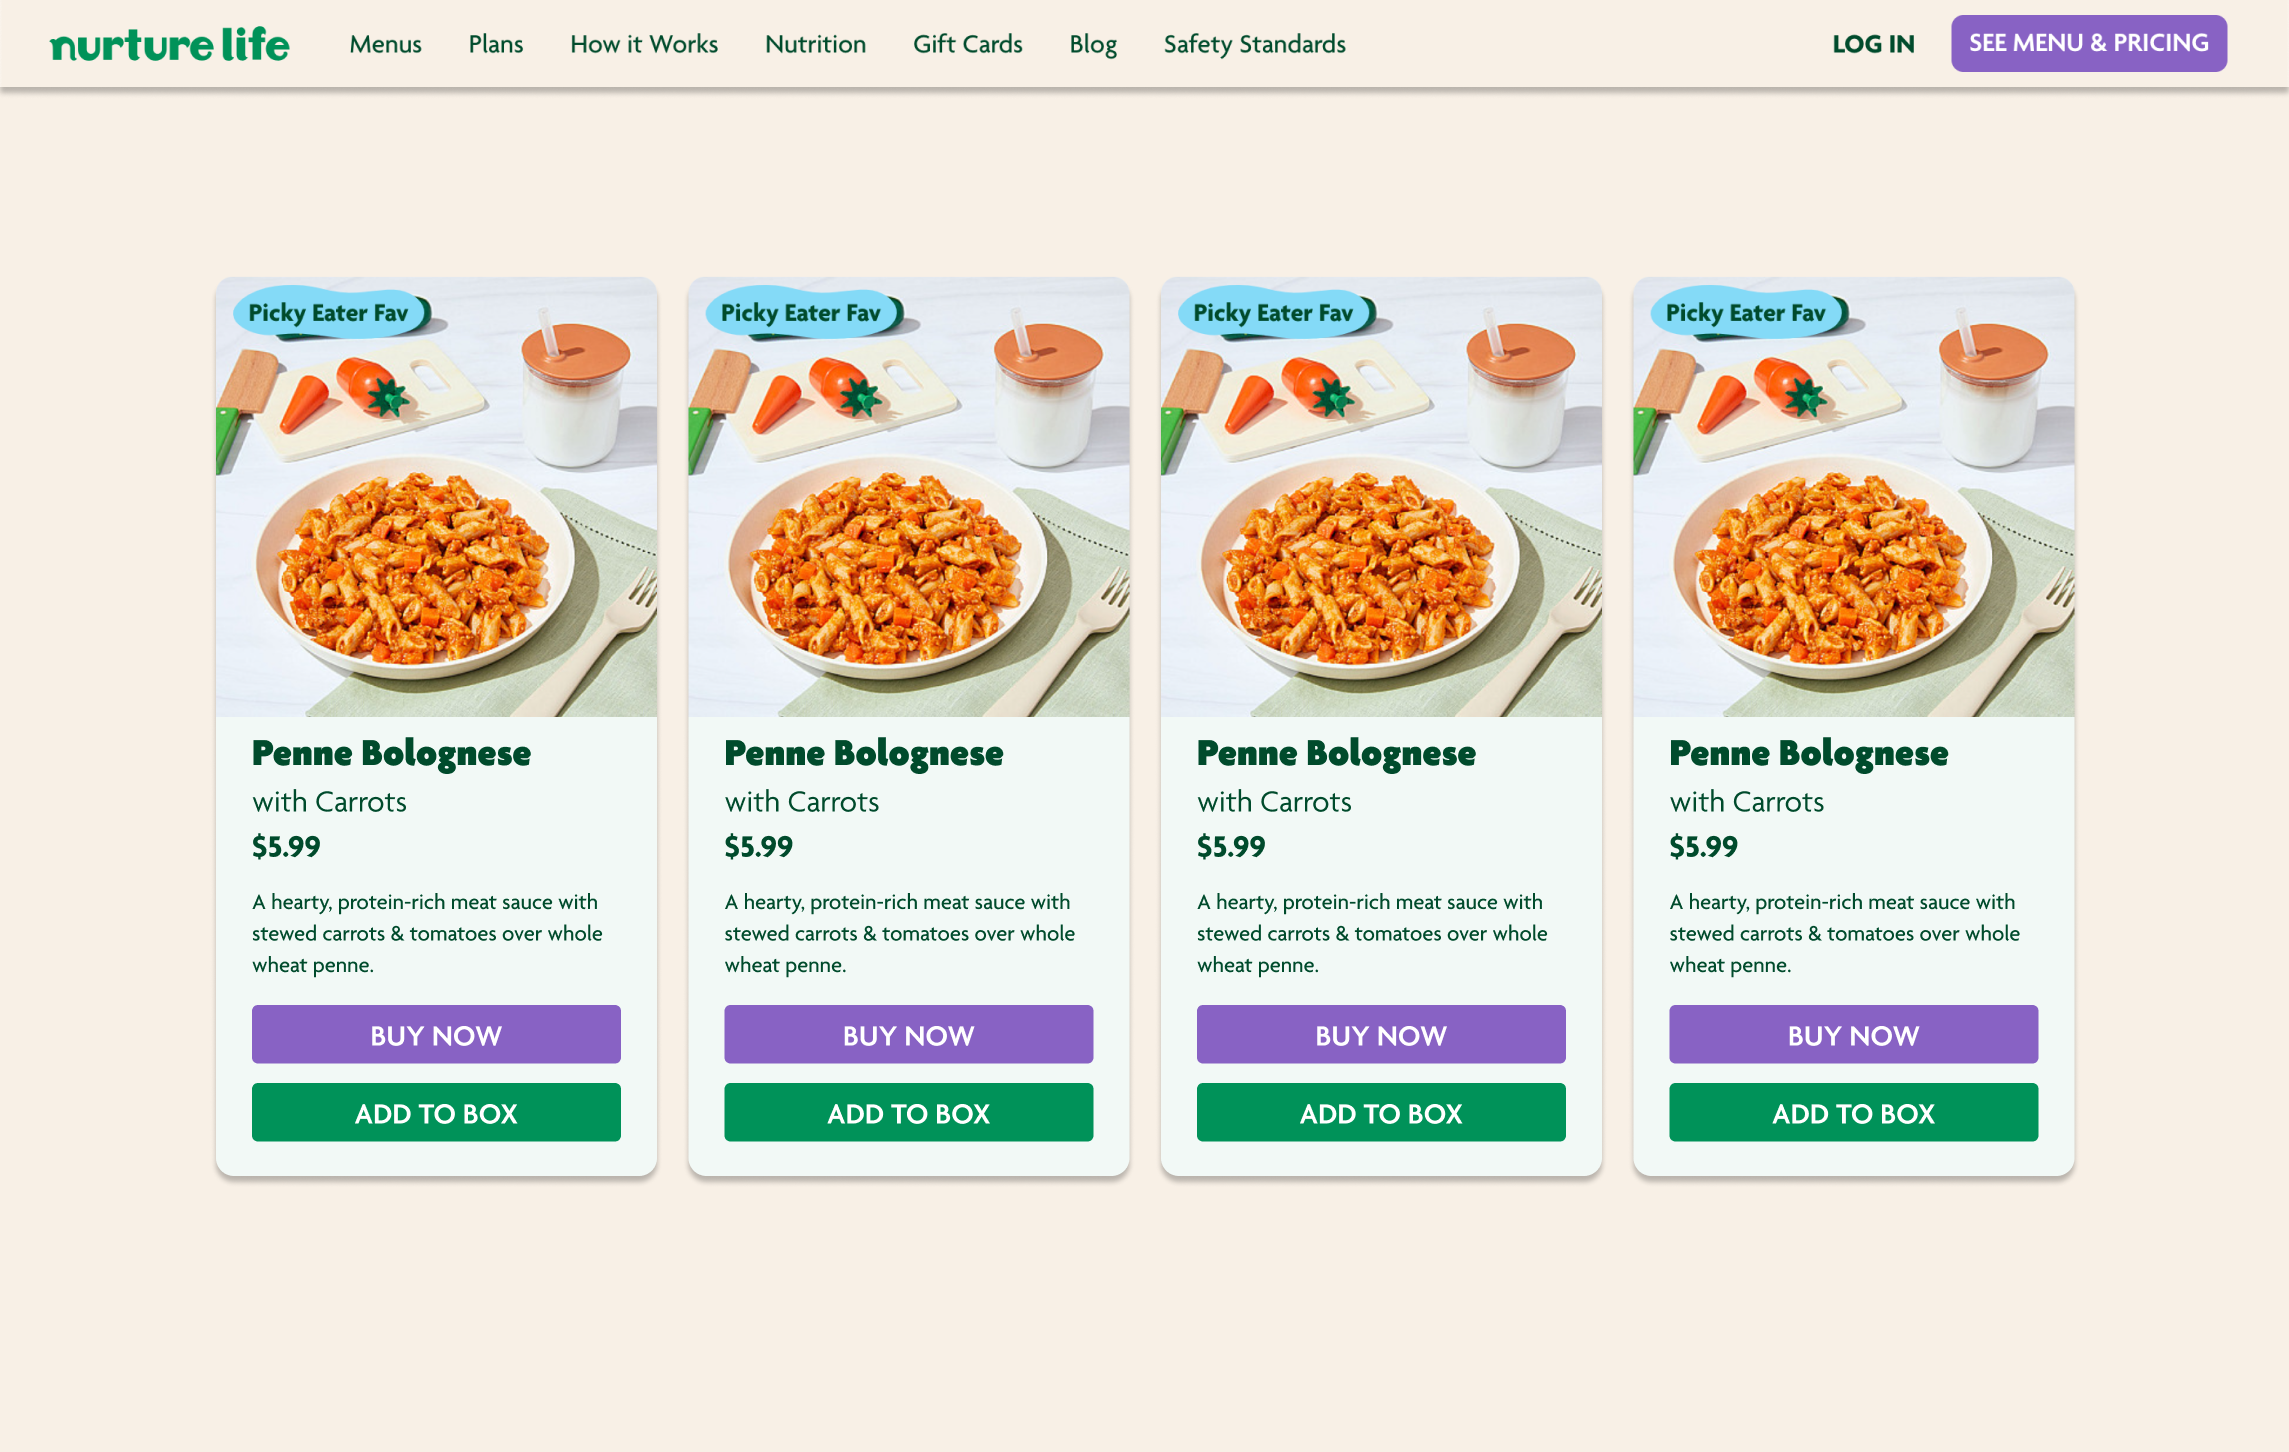 nurture life
Menus
Plans
How it Works
Nutrition
Gift Cards
Blog
Safety Standards
LOG IN
SEE MENU & PRICING
Picky Eater Fav
Penne Bolognese
with Carrots
$5.99
A hearty, protein-rich meat sauce with
stewed carrots & tomatoes over whole
wheat penne.
BUY NOW
ADD TO BOX
Picky Eater Fav
Penne Bolognese
with Carrots
$5.99
A hearty, protein-rich meat sauce with
stewed carrots & tomatoes over whole
wheat penne.
BUY NOW
ADD TO BOX
Picky Eater Fav
Penne Bolognese
with Carrots
$5.99
A hearty, protein-rich meat sauce with
stewed carrots & tomatoes over whole
wheat penne.
BUY NOW
ADD TO BOX
Picky Eater Fav
Penne Bolognese
with Carrots
$5.99
A hearty, protein-rich meat sauce with
stewed carrots & tomatoes over whole
wheat penne.
BUY NOW
ADD TO BOX